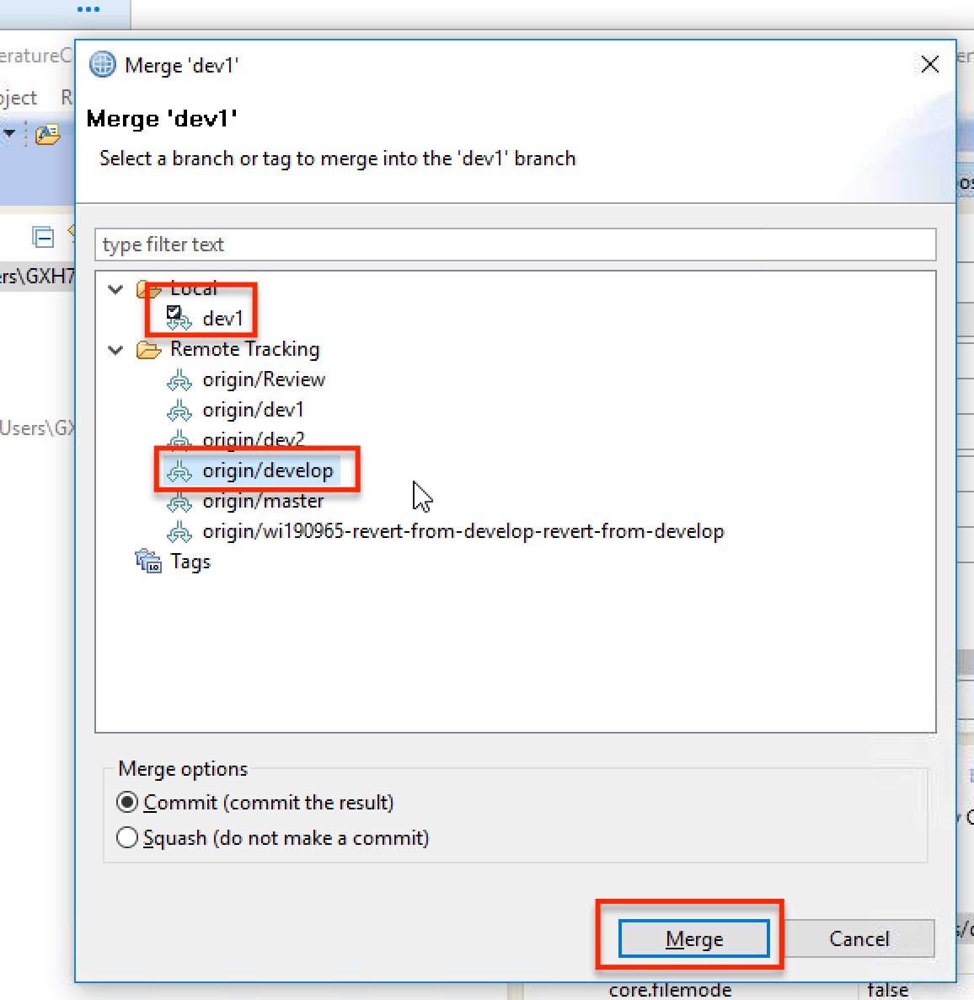 eratureC
Merge 'dev1'
oject R
Merge 'dev1'
Select a branch or tag to merge into the 'dev1' branch
type filter text
ers\GXH7
Local
dev1
Remote Tracking
origin/Review
origin/dev1
Users\GX
origin/dev2
origin/develop
origin/master
origin/wi190965-revert-from-develop-revert-from-develop
Tags
Merge options
Commit (commit the result)
Squash (do not make a commit)
Merge Cancel
core.filemode false